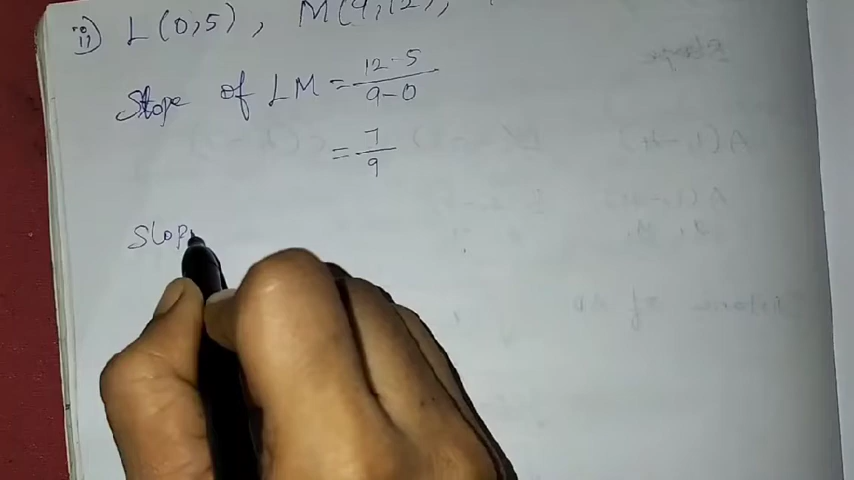 ii) L(0,5), M(9,12),
Slope of LM = 12-5
9-0
= 7
9
Slop